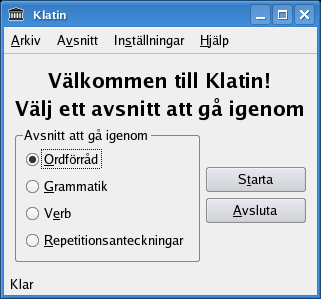 Klatin
Arkiv Avsnitt Inställningar Hjälp
Välkommen till Klatin!
Välj ett avsnitt att gå igenom
Avsnitt att gå igenom
Ordförråd
Grammatik
Verb
Repetitionsanteckningar
Starta
Avsluta
Klar